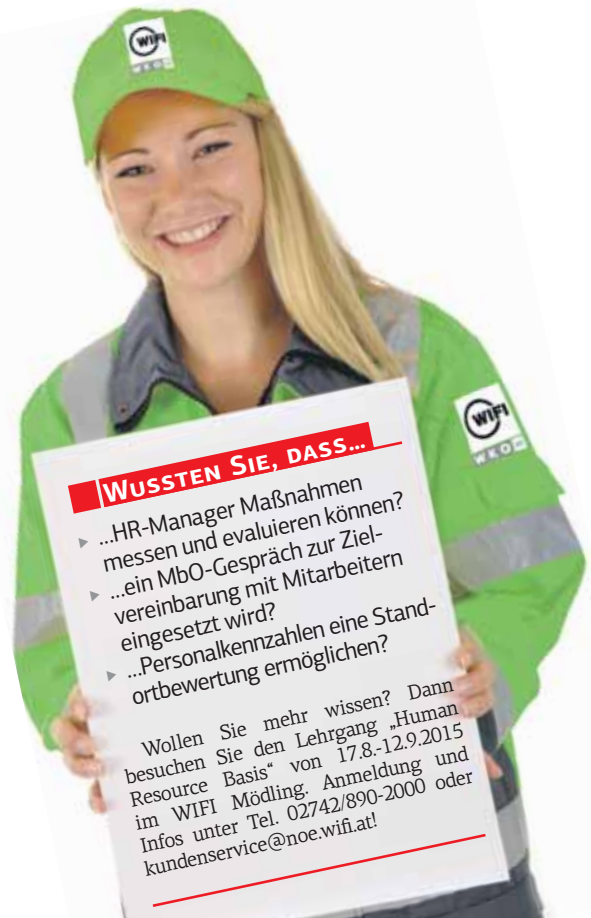 WIFI
WKO
WIFI
WKO
WUSSTEN SIE, DASS...
...HR-Manager Maßnahmen
messen und evaluieren können?
...ein MbO-Gespräch zur Ziel-
vereinbarung mit Mitarbeitern
eingesetzt wird?
...Personalkennzahlen eine Stand-
ortbewertung ermöglichen?
Wollen Sie mehr wissen? Dann
besuchen Sie den Lehrgang „Human
Resource Basis“ von 17.8.-12.9.2015
im WIFI Mödling. Anmeldung und
Infos unter Tel. 02742/890-2000 oder
kundenservice@noe.wifi.at!